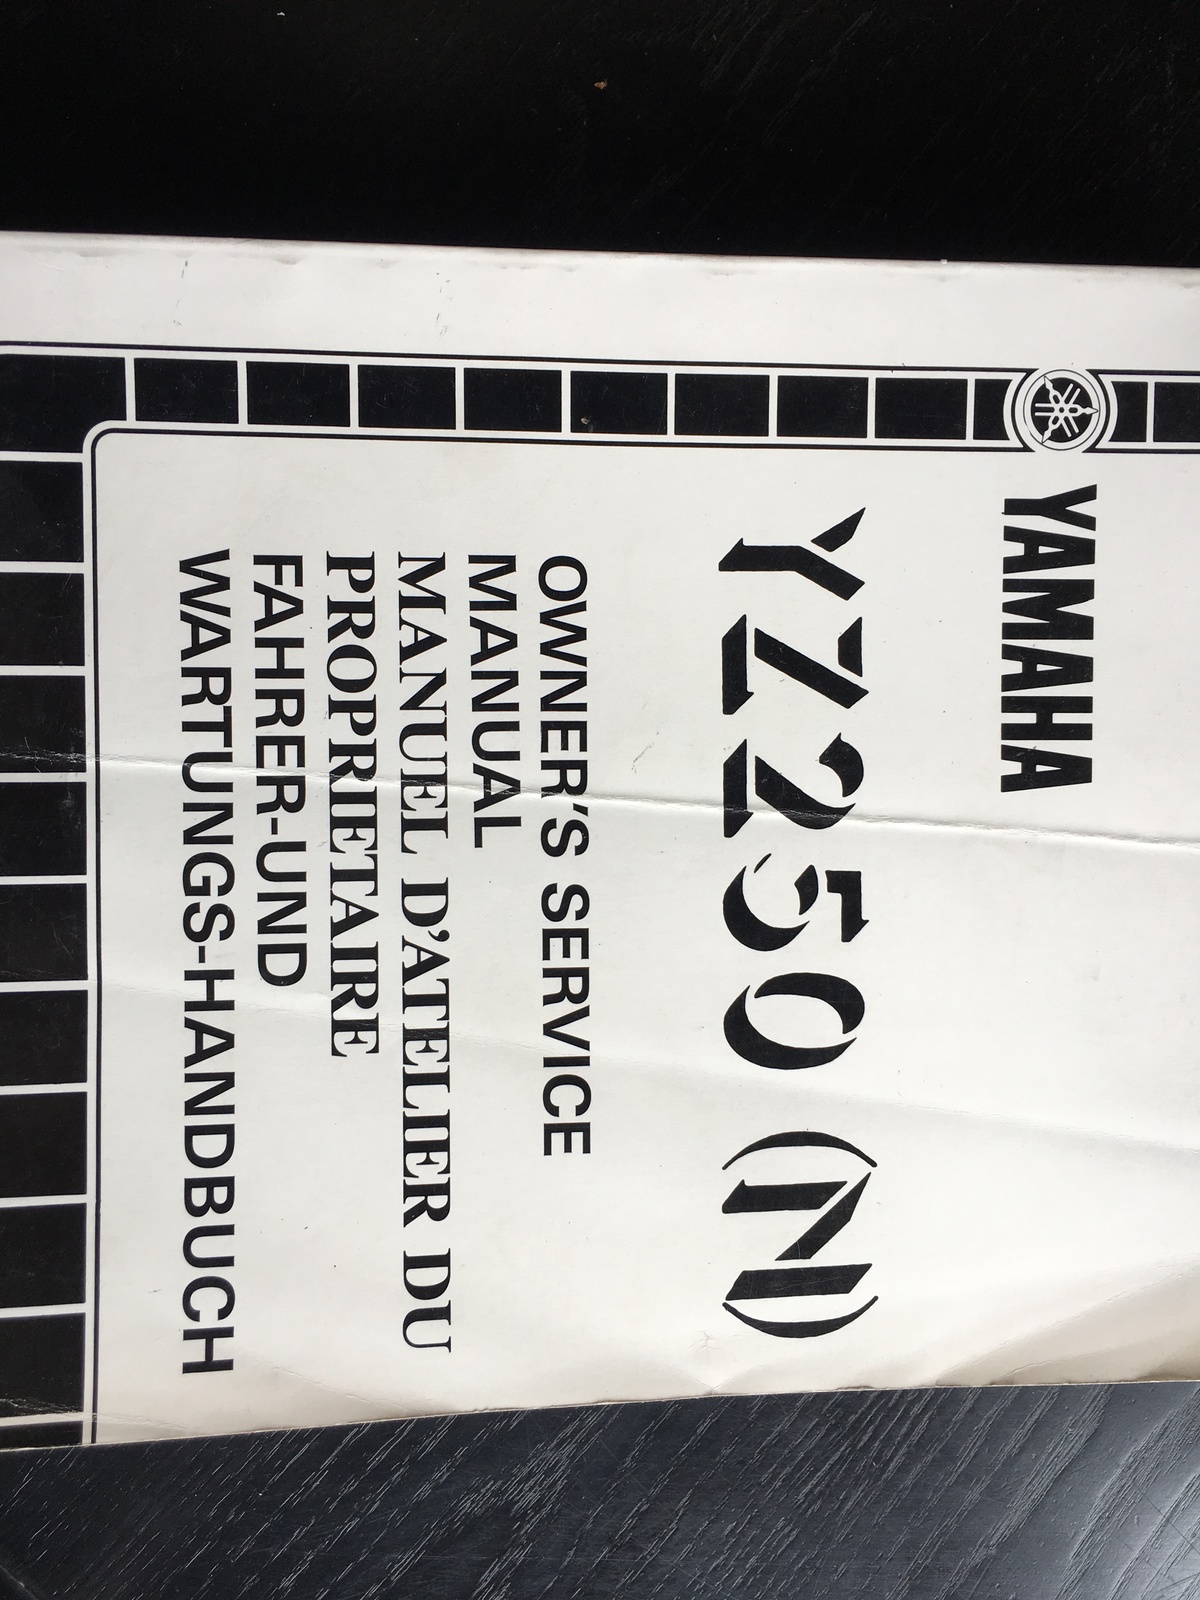 YAMAHA
YZ250 (N)
OWNER'S SERVICE
MANUAL
MANUEL D'ATELIER DU
PROPRIETAIRE
FAHRER-UND
WARTUNGS-HANDBUCH